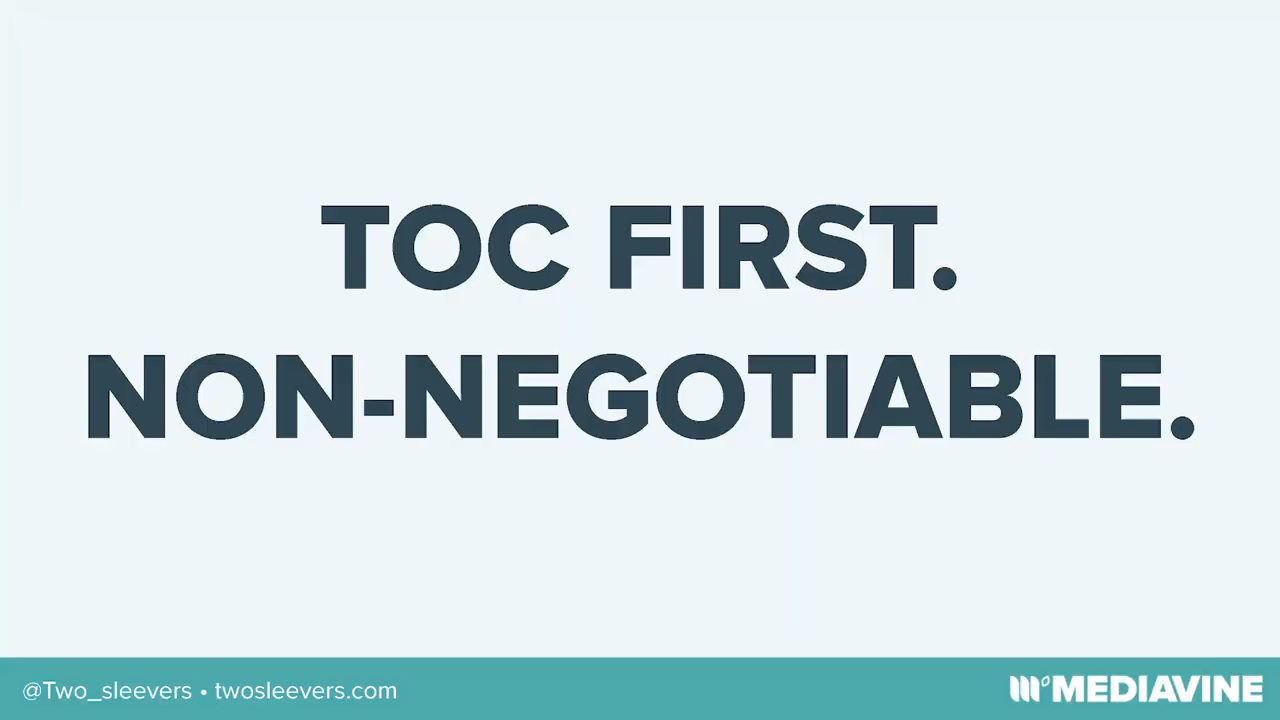 TOC FIRST.
NON-NEGOTIABLE.
@Two_sleevers • twosleevers.com
MEDIAVINE